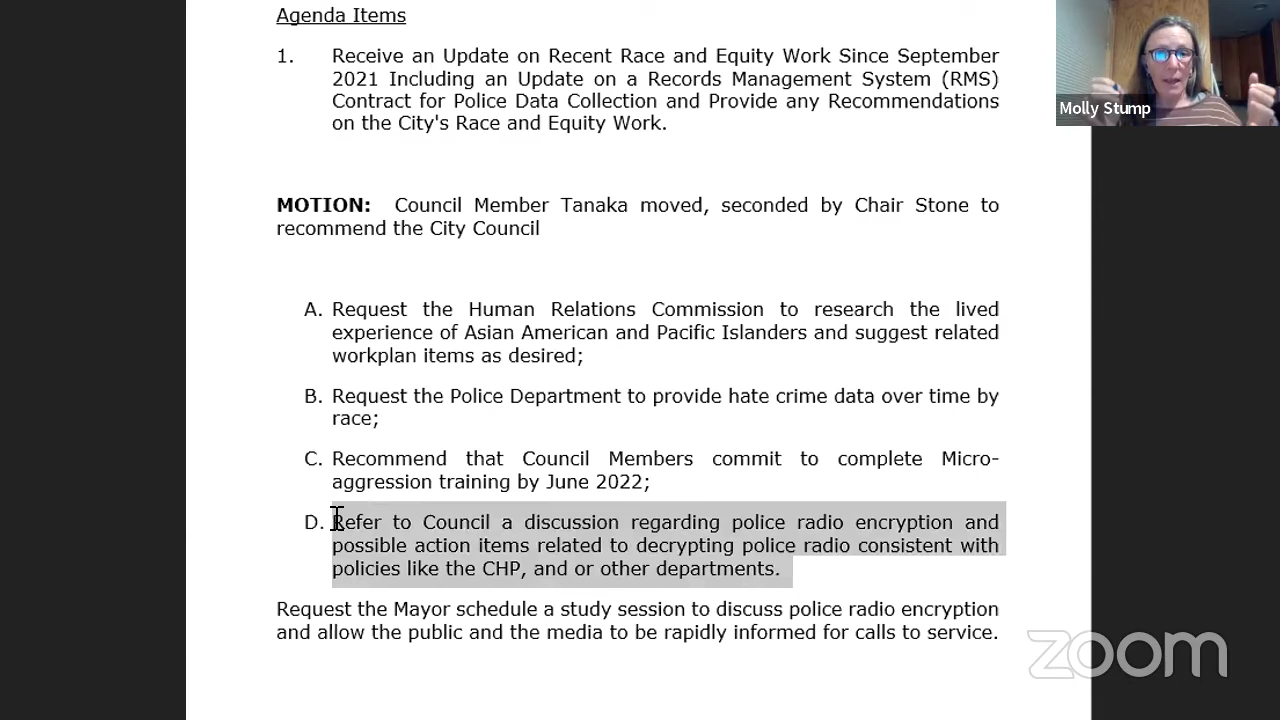 Agenda Items
1. Receive an Update on Recent Race and Equity Work Since September
2021 Including an Update on a Records Management System (RMS)
Contract for Police Data Collection and Provide any Recommendations
on the City's Race and Equity Work.
Molly Stump
MOTION: Council Member Tanaka moved, seconded by Chair Stone to
recommend the City Council
A. Request the Human Relations Commission to research the lived
experience of Asian American and Pacific Islanders and suggest related
workplan items as desired;
B. Request the Police Department to provide hate crime data over time by
race;
C. Recommend that Council Members commit to complete Micro-
aggression training by June 2022;
D. Refer to Council a discussion regarding police radio encryption and
possible action items related to decrypting police radio consistent with
policies like the CHP, and or other departments.
Request the Mayor schedule a study session to discuss police radio encryption
and allow the public and the media to be rapidly informed for calls to service.
zoom